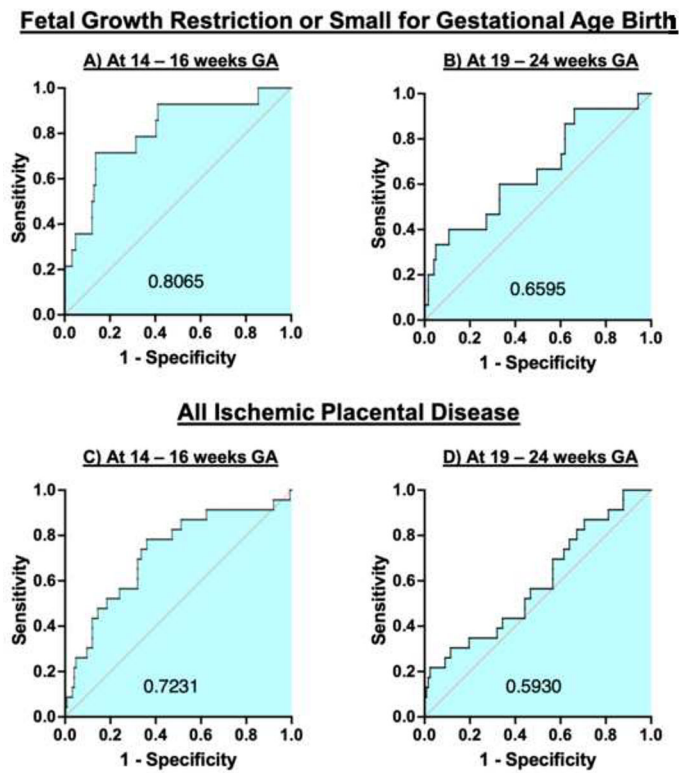 Fetal Growth Restriction or Small for Gestational Age Birth
A) At 14 – 16 weeks GA
B) At 19 – 24 weeks GA
Sensitivity
1.0
0.8
0.6
0.4
0.2
0.0
0.8065
0.0 0.2 0.4 0.6 0.8 1.0
1 - Specificity
Sensitivity
1.0
0.8
0.6
0.4
0.2
0.0
0.6595
0.0 0.2 0.4 0.6 0.8 1.0
1 - Specificity
All Ischemic Placental Disease
C) At 14 – 16 weeks GA
D) At 19 – 24 weeks GA
Sensitivity
1.0
0.8
0.6
0.4
0.2
0.0
0.7231
0.0 0.2 0.4 0.6 0.8 1.0
1 - Specificity
Sensitivity
1.0
0.8
0.6
0.4
0.2
0.0
0.5930
0.0 0.2 0.4 0.6 0.8 1.0
1 - Specificity